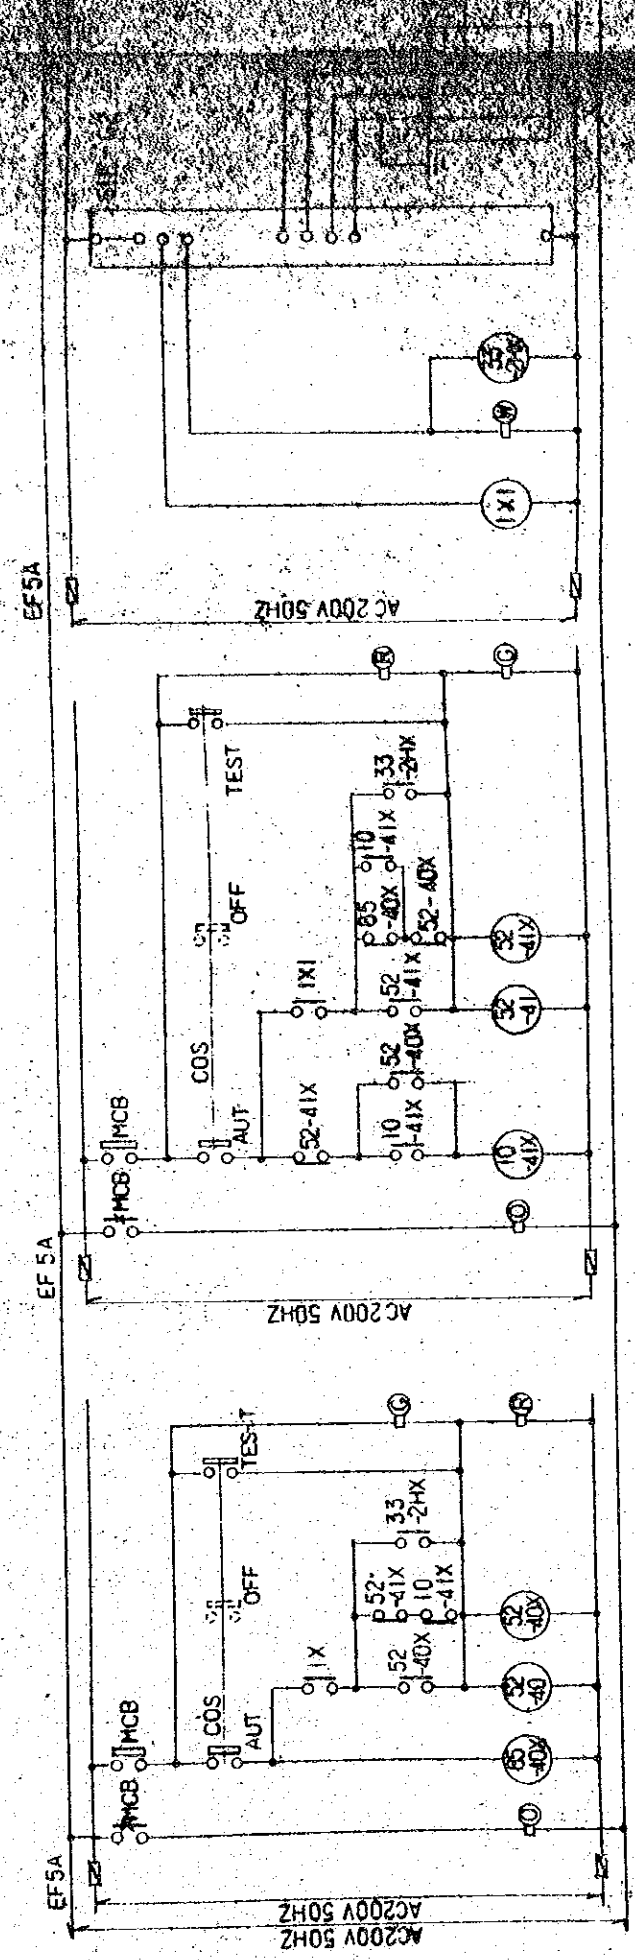 EF5A
AC 200V 50HZ
1X1
W
TEST
OFF
COS
AUT
MCB
*MCB
33
-2HX
10
-41X
85
-40X
52-40X
1X1
52
-41X
52
-40X
52-41X
10
-41X
R
G
52
-41X
52
-41
10
-41X
O
EF 5A
AC200V 50HZ
TEST
OFF
COS
AUT
MCB
*MCB
33
-2HX
52-
-41X
10
-41X
1X
52
-40X
G
R
52
-40X
52
-40
85
-40X
O
EF5A
AC200V 50HZ
AC200V 50HZ